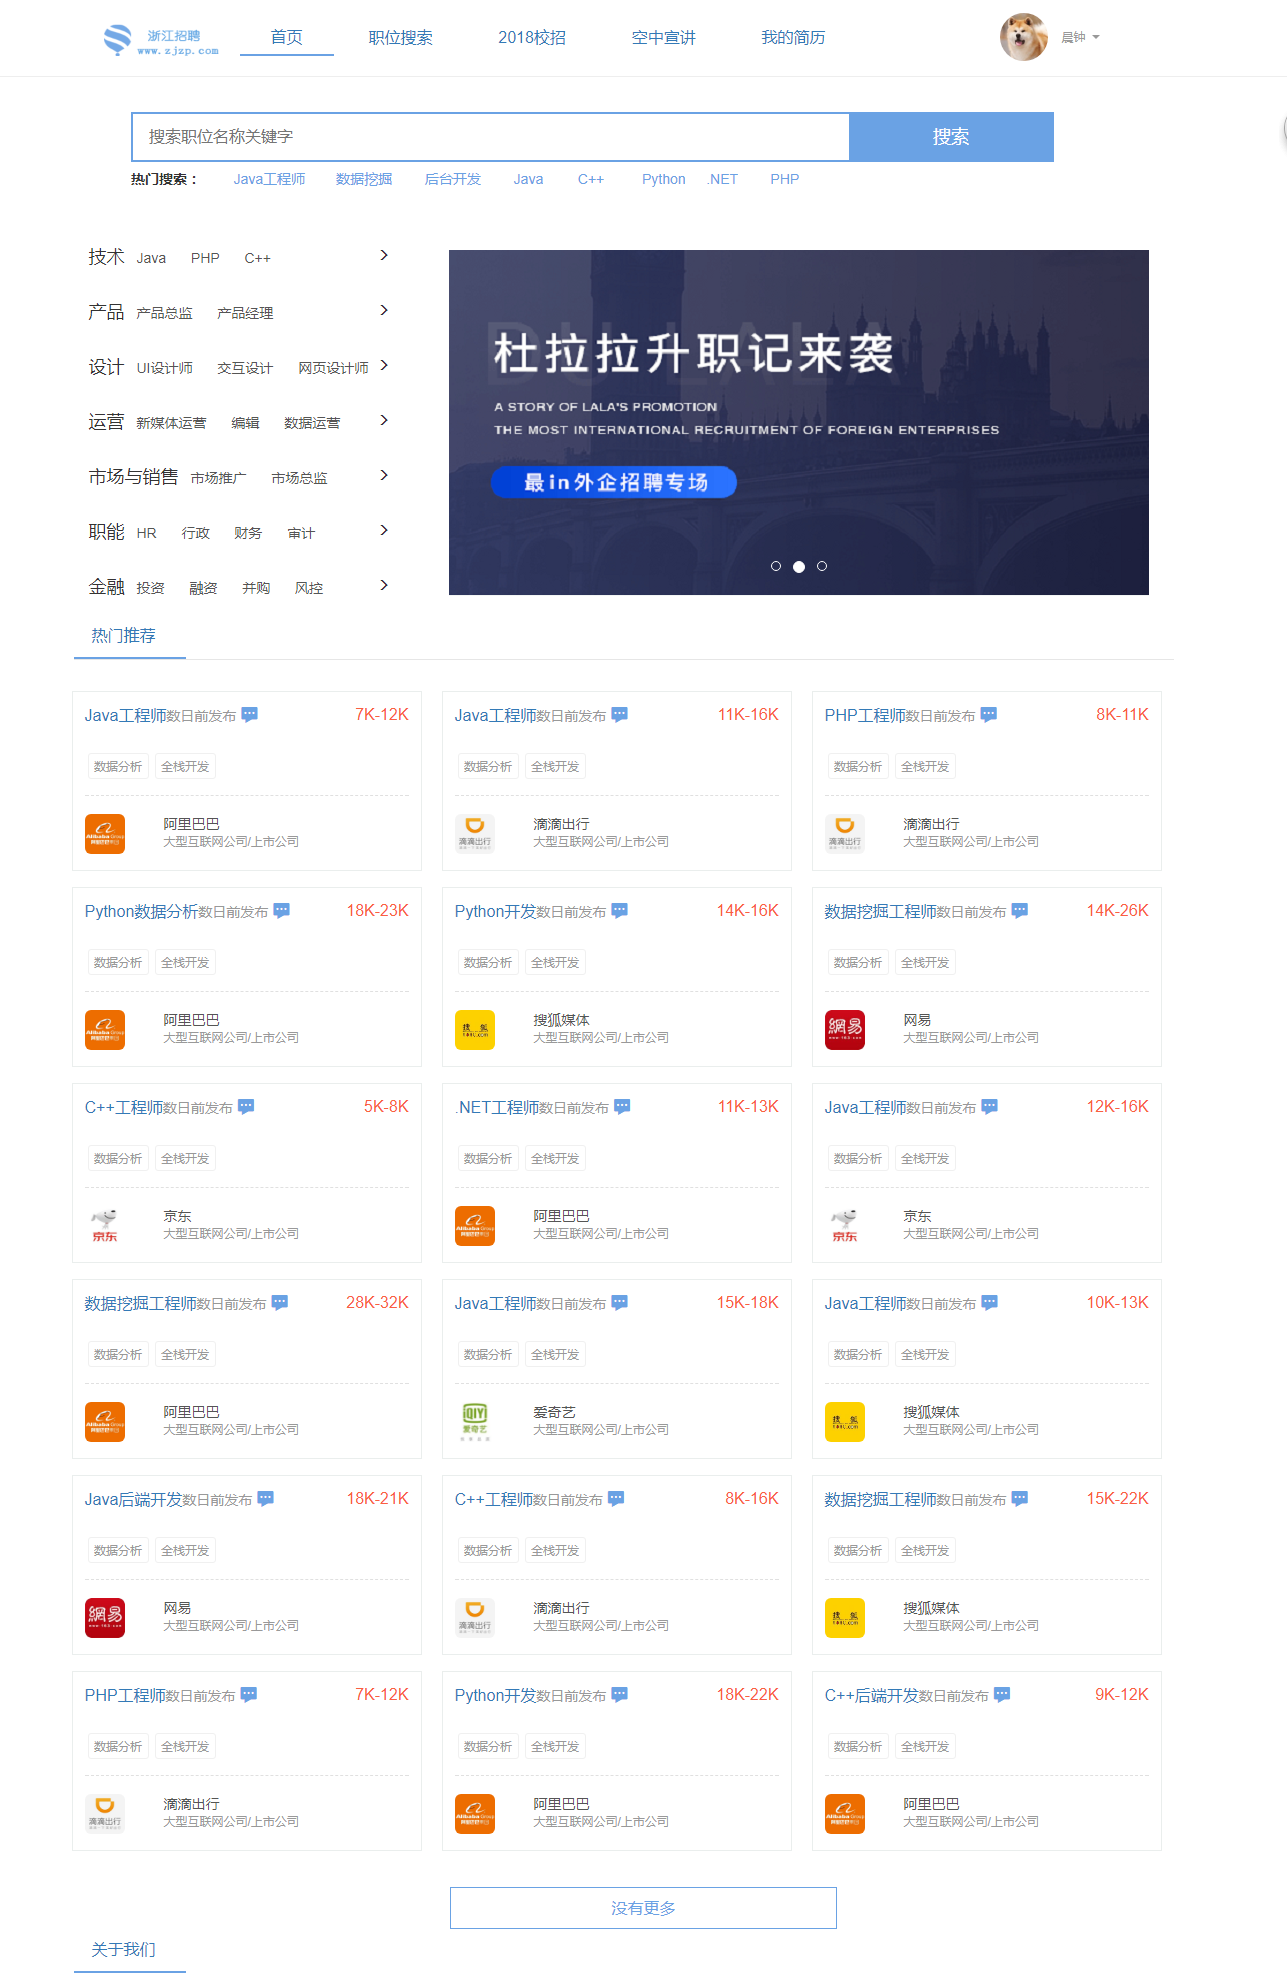 浙江招聘
www.zjzp.com
首页 职位搜索 2018校招 空中宣讲 我的简历
晨钟
搜索职位名称关键字 搜索
热门搜索： Java工程师 数据挖掘 后台开发 Java C++ Python .NET PHP
技术 Java PHP C++
产品 产品总监 产品经理
设计 UI设计师 交互设计 网页设计师
运营 新媒体运营 编辑 数据运营
市场与销售 市场推广 市场总监
职能 HR 行政 财务 审计
金融 投资 融资 并购 风控
DU LALA
杜拉拉升职记来袭
A STORY OF LALA'S PROMOTION
THE MOST INTERNATIONAL RECRUITMENT OF FOREIGN ENTERPRISES
最in外企招聘专场
热门推荐
Java工程师数日前发布 7K-12K Java工程师数日前发布 11K-16K PHP工程师数日前发布 8K-11K
数据分析 全栈开发 数据分析 全栈开发 数据分析 全栈开发
阿里巴巴 滴滴出行 滴滴出行
大型互联网公司/上市公司 大型互联网公司/上市公司 大型互联网公司/上市公司
Python数据分析数日前发布 18K-23K Python开发数日前发布 14K-16K 数据挖掘工程师数日前发布 14K-26K
数据分析 全栈开发 数据分析 全栈开发 数据分析 全栈开发
阿里巴巴 搜狐媒体 网易
大型互联网公司/上市公司 大型互联网公司/上市公司 大型互联网公司/上市公司
C++工程师数日前发布 5K-8K .NET工程师数日前发布 11K-13K Java工程师数日前发布 12K-16K
数据分析 全栈开发 数据分析 全栈开发 数据分析 全栈开发
京东 阿里巴巴 京东
大型互联网公司/上市公司 大型互联网公司/上市公司 大型互联网公司/上市公司
数据挖掘工程师数日前发布 28K-32K Java工程师数日前发布 15K-18K Java工程师数日前发布 10K-13K
数据分析 全栈开发 数据分析 全栈开发 数据分析 全栈开发
阿里巴巴 爱奇艺 搜狐媒体
大型互联网公司/上市公司 大型互联网公司/上市公司 大型互联网公司/上市公司
Java后端开发数日前发布 18K-21K C++工程师数日前发布 8K-16K 数据挖掘工程师数日前发布 15K-22K
数据分析 全栈开发 数据分析 全栈开发 数据分析 全栈开发
网易 滴滴出行 搜狐媒体
大型互联网公司/上市公司 大型互联网公司/上市公司 大型互联网公司/上市公司
PHP工程师数日前发布 7K-12K Python开发数日前发布 18K-22K C++后端开发数日前发布 9K-12K
数据分析 全栈开发 数据分析 全栈开发 数据分析 全栈开发
滴滴出行 阿里巴巴 阿里巴巴
大型互联网公司/上市公司 大型互联网公司/上市公司 大型互联网公司/上市公司
没有更多
关于我们